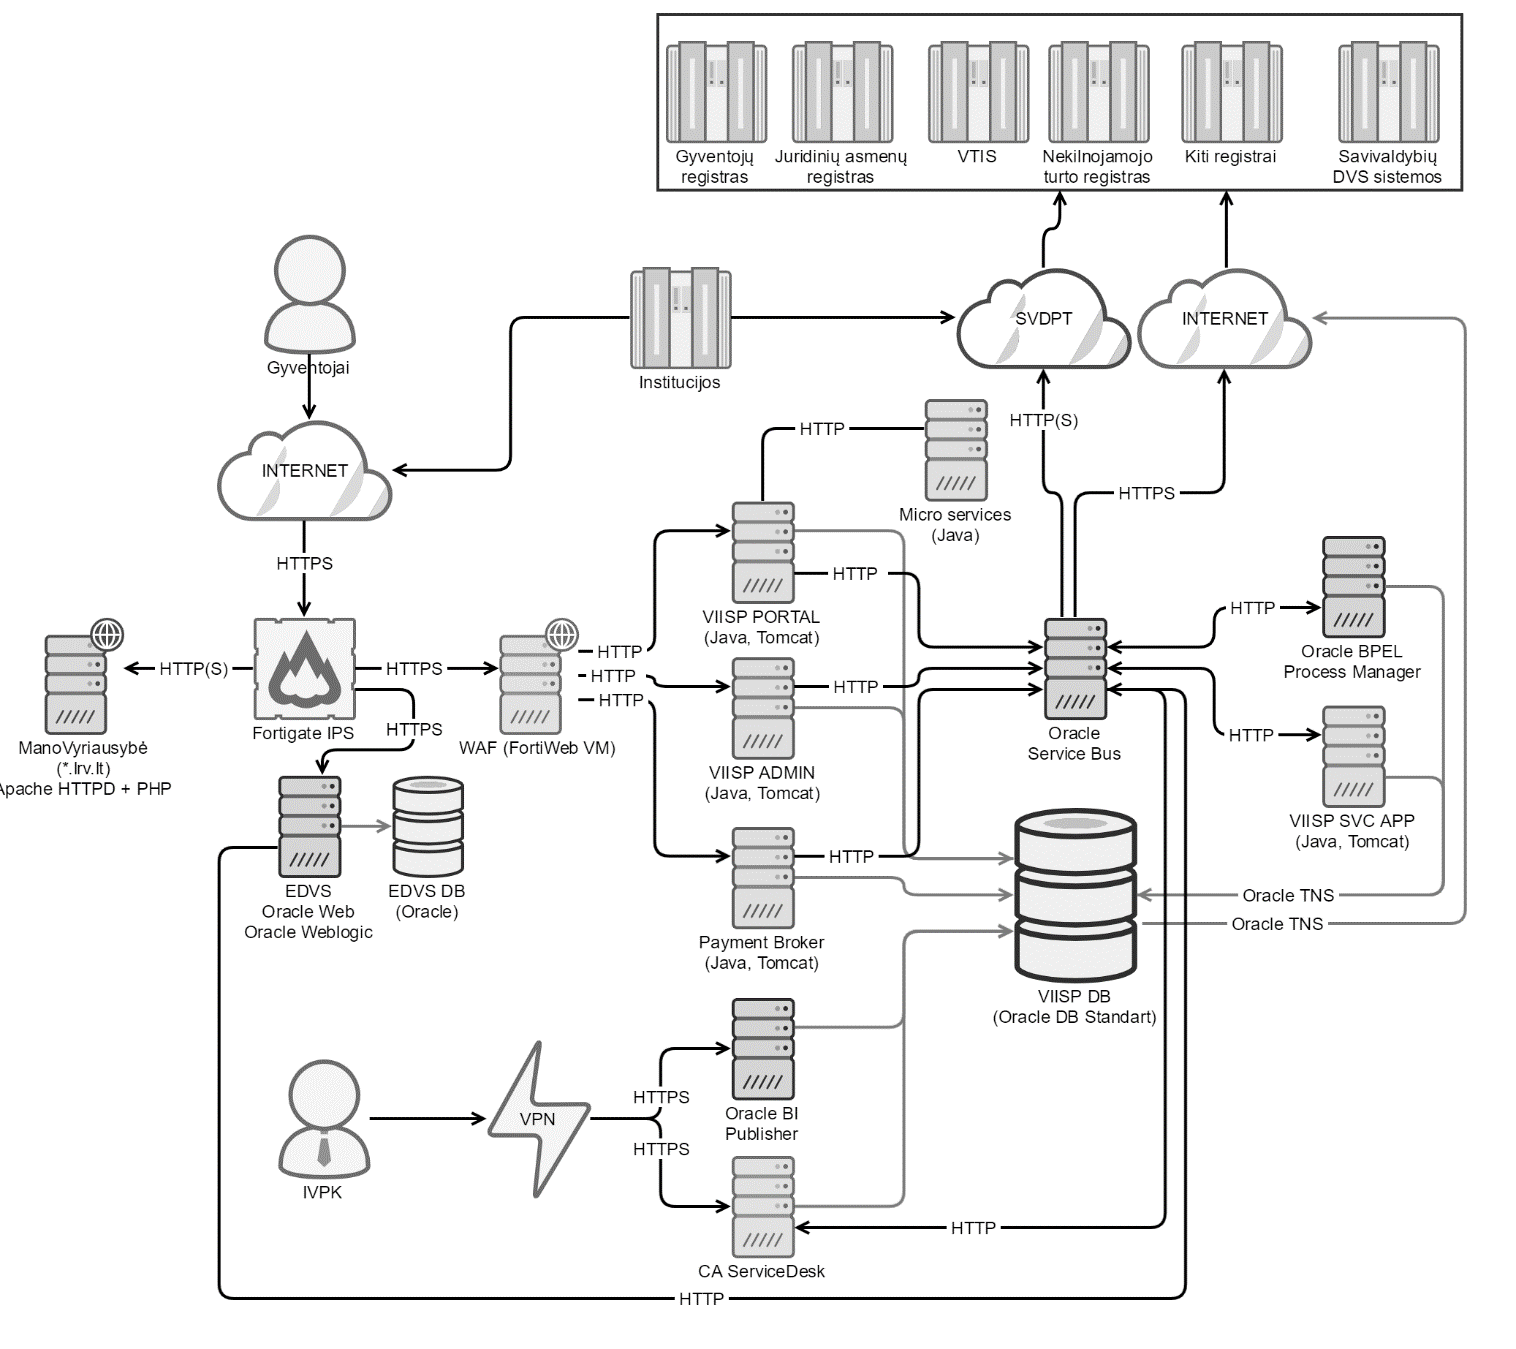 Gyventojų
registras
Juridinių asmenų
registras
VTIS
Nekilnojamojo
turto registras
Kiti registrai
Savivaldybių
DVS sistemos
Gyventojai
Institucijos
SVDPT
INTERNET
INTERNET
HTTP
HTTP(S)
HTTPS
Micro services
(Java)
HTTPS
HTTP
VIISP PORTAL
(Java, Tomcat)
HTTP
Oracle BPEL
Process Manager
HTTP(S)
HTTPS
HTTP
HTTP
HTTP
HTTP
Fortigate IPS
HTTPS
WAF (FortiWeb VM)
ManoVyriausybė
(*.lrv.lt)
Apache HTTPD + PHP
Oracle
Service Bus
HTTP
VIISP ADMIN
(Java, Tomcat)
VIISP SVC APP
(Java, Tomcat)
HTTP
EDVS
Oracle Web
Oracle Weblogic
EDVS DB
(Oracle)
Oracle TNS
Oracle TNS
Payment Broker
(Java, Tomcat)
VIISP DB
(Oracle DB Standart)
HTTPS
Oracle BI
Publisher
VPN
HTTPS
IVPK
HTTP
CA ServiceDesk
HTTP